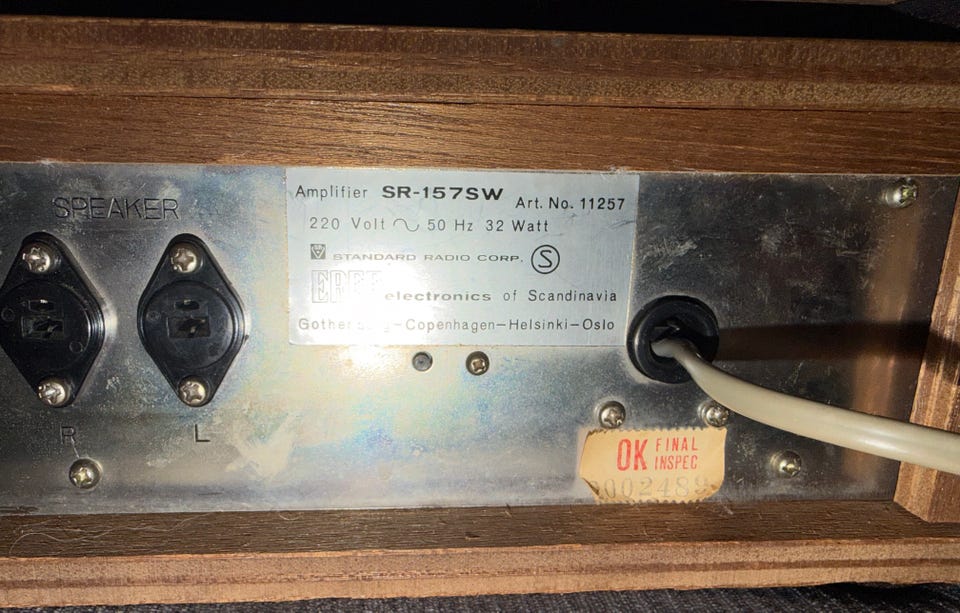 SPEAKER
R
L
Amplifier SR-157SW Art. No. 11257
220 Volt ~ 50 Hz 32 Watt
STANDARD RADIO CORP. S
electronics of Scandinavia
Gothenburg-Copenhagen-Helsinki-Oslo
OK FINAL
INSPEC
002489